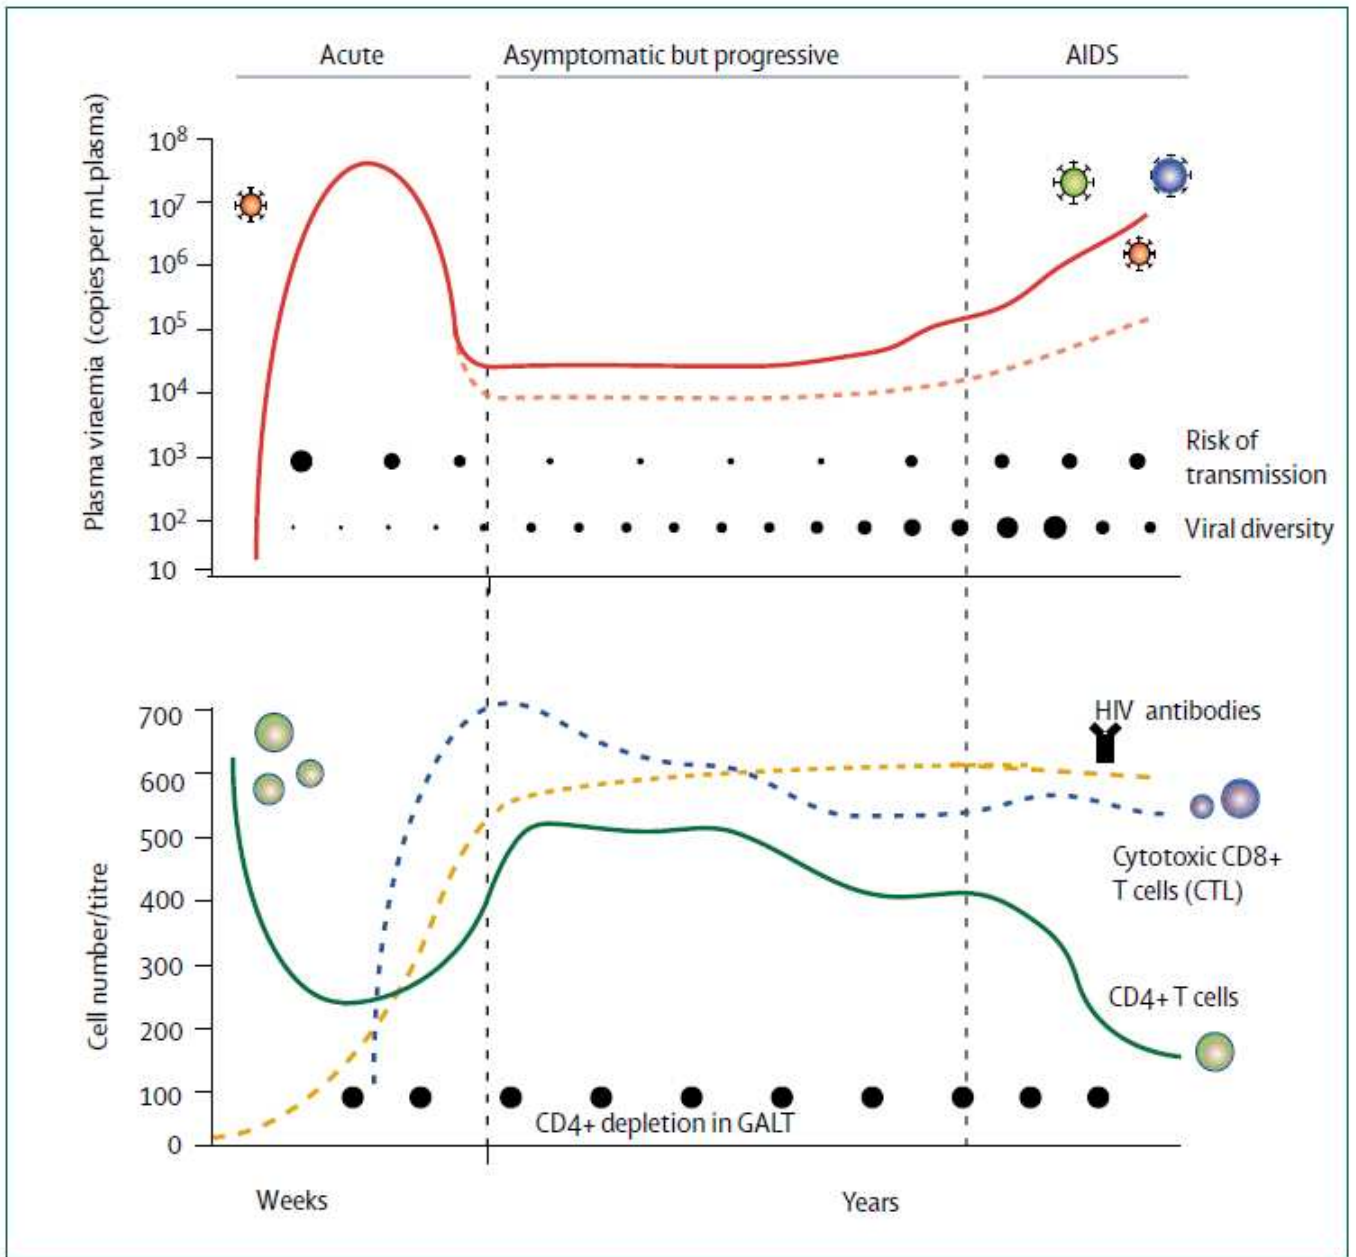 Acute
Asymptomatic but progressive
AIDS
Plasma viraemia (copies per mL plasma)
10⁸
10⁷
10⁶
10⁵
10⁴
10³
10²
10
Risk of
transmission
Viral diversity
Cell number/titre
700
600
500
400
300
200
100
0
HIV antibodies
Cytotoxic CD8+
T cells (CTL)
CD4+ T cells
CD4+ depletion in GALT
Weeks
Years